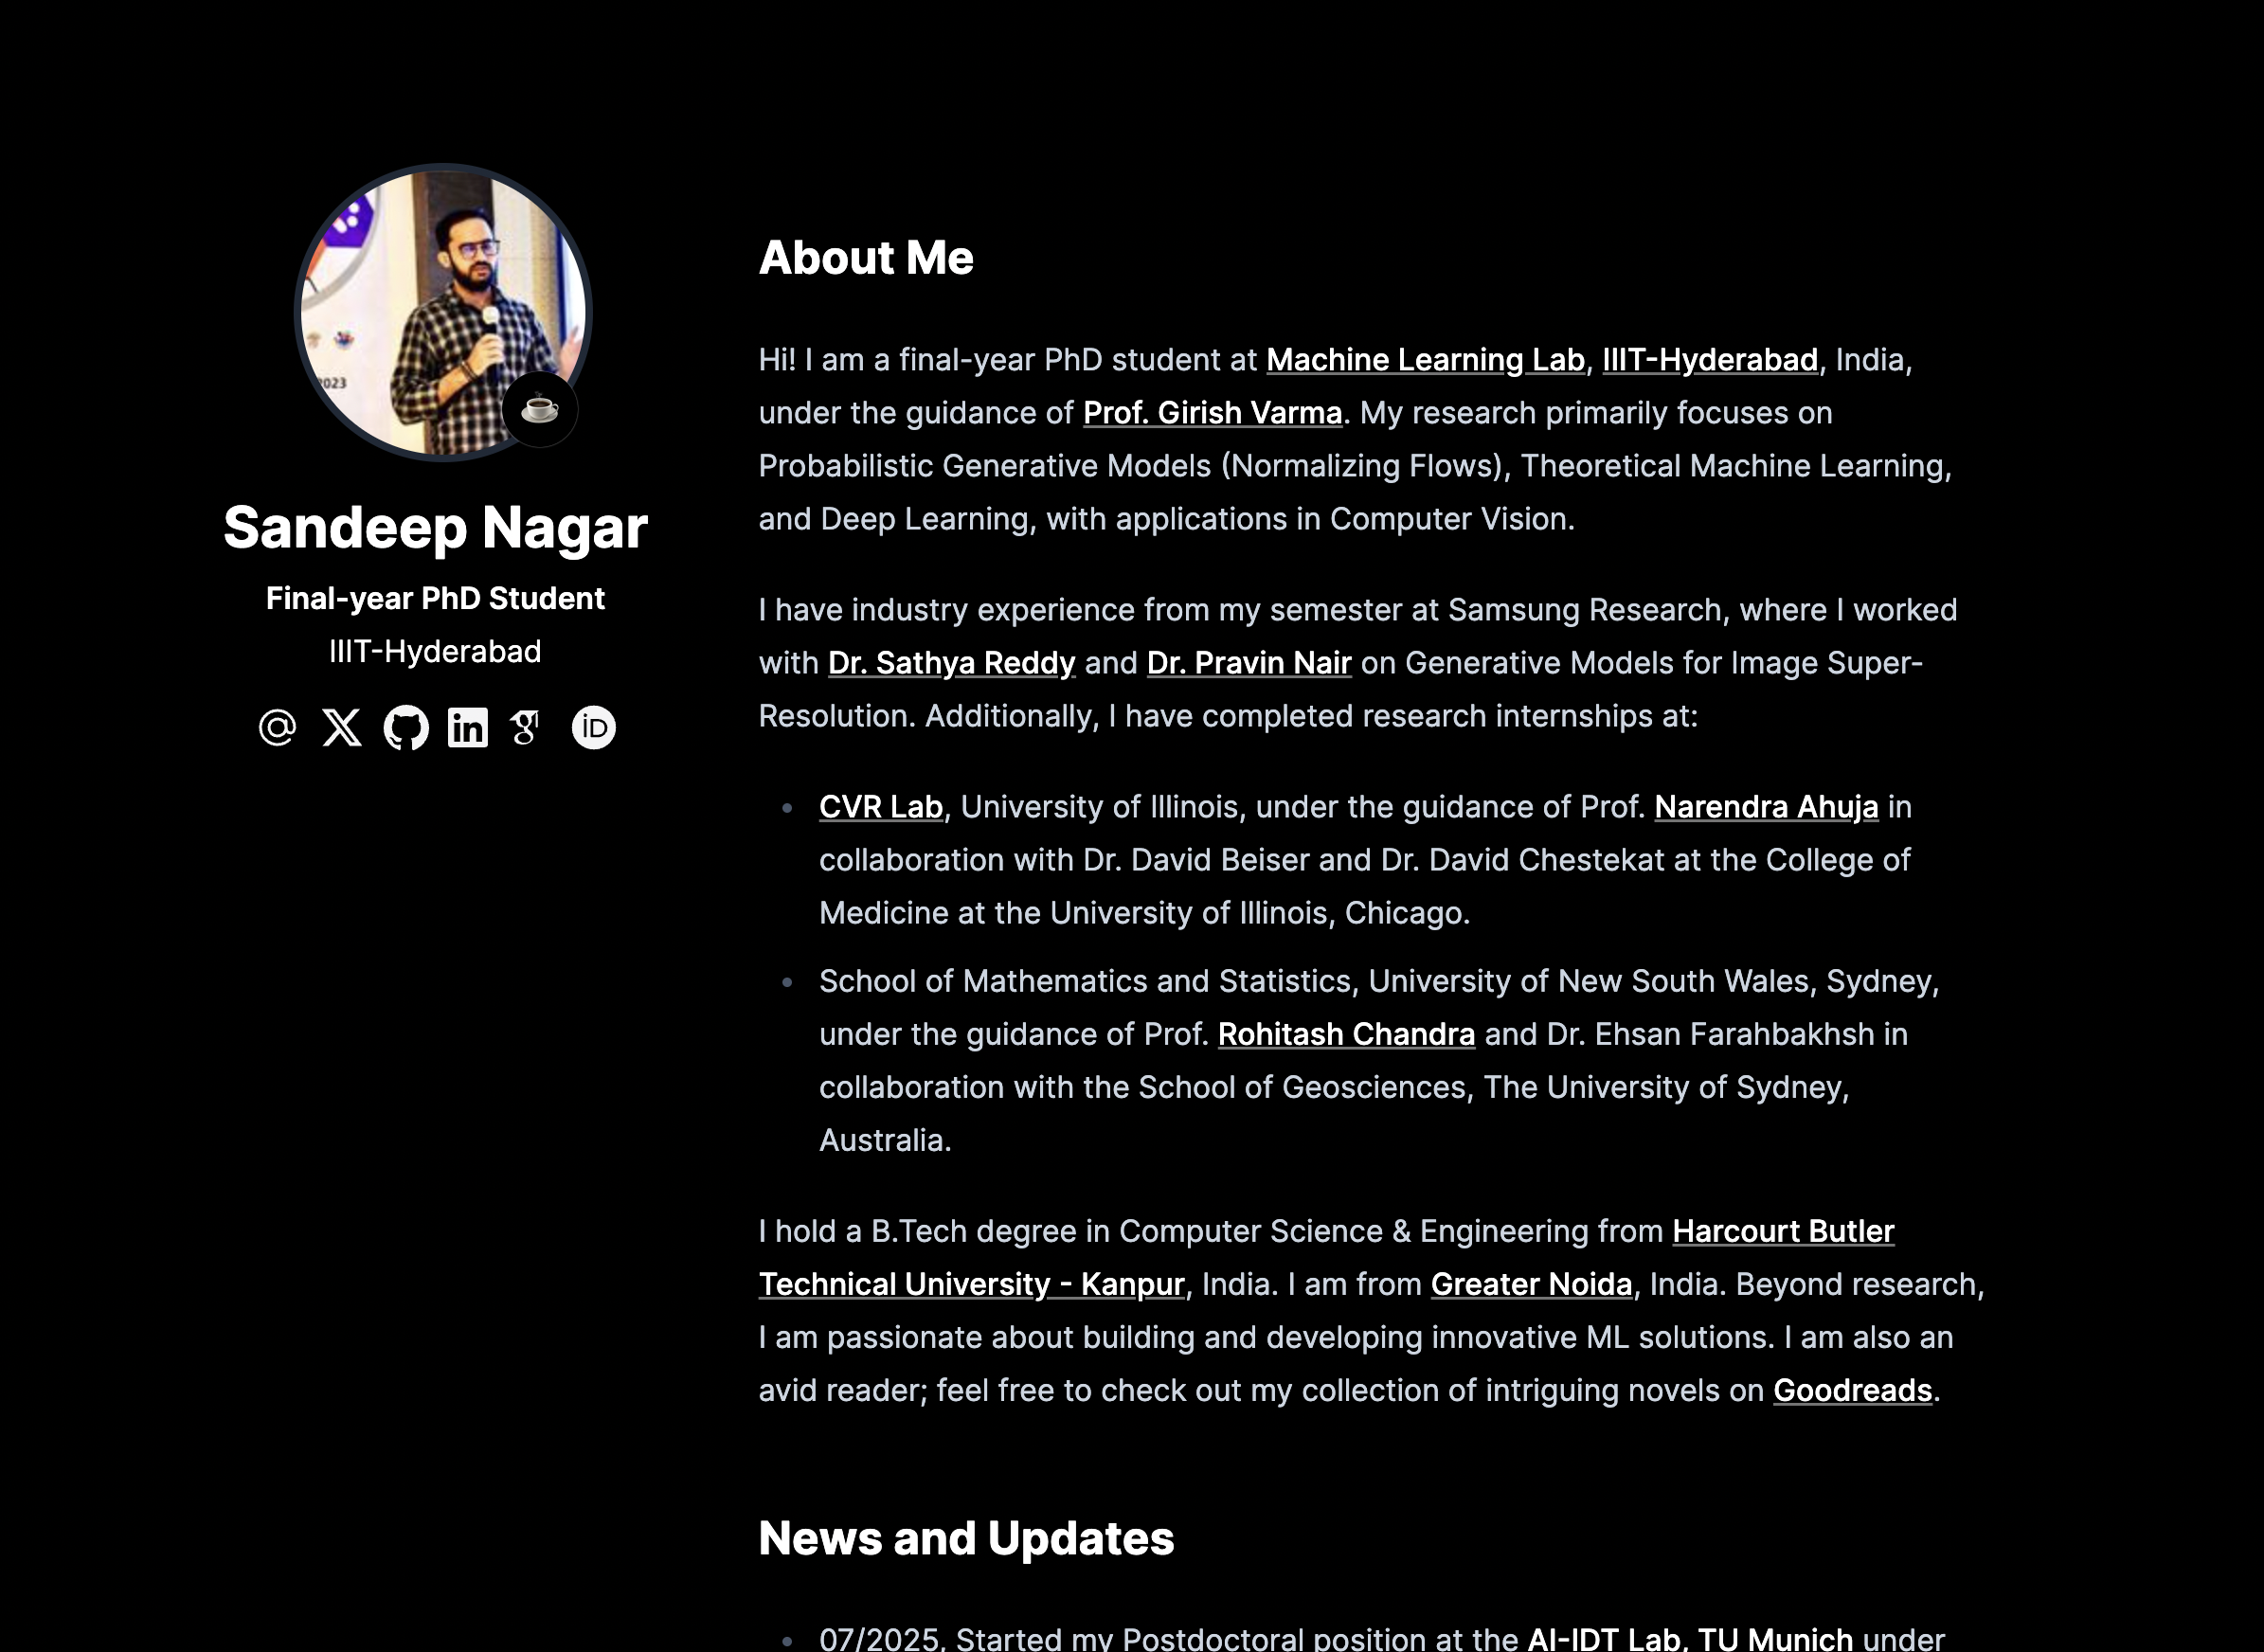 2023
Sandeep Nagar
Final-year PhD Student
IIIT-Hyderabad
About Me
Hi! I am a final-year PhD student at Machine Learning Lab, IIIT-Hyderabad, India,
under the guidance of Prof. Girish Varma. My research primarily focuses on
Probabilistic Generative Models (Normalizing Flows), Theoretical Machine Learning,
and Deep Learning, with applications in Computer Vision.
I have industry experience from my semester at Samsung Research, where I worked
with Dr. Sathya Reddy and Dr. Pravin Nair on Generative Models for Image Super-
Resolution. Additionally, I have completed research internships at:
CVR Lab, University of Illinois, under the guidance of Prof. Narendra Ahuja in
collaboration with Dr. David Beiser and Dr. David Chestekat at the College of
Medicine at the University of Illinois, Chicago.
School of Mathematics and Statistics, University of New South Wales, Sydney,
under the guidance of Prof. Rohitash Chandra and Dr. Ehsan Farahbakhsh in
collaboration with the School of Geosciences, The University of Sydney,
Australia.
I hold a B.Tech degree in Computer Science & Engineering from Harcourt Butler
Technical University - Kanpur, India. I am from Greater Noida, India. Beyond research,
I am passionate about building and developing innovative ML solutions. I am also an
avid reader; feel free to check out my collection of intriguing novels on Goodreads.
News and Updates
07/2025, Started my Postdoctoral position at the AI-IDT Lab, TU Munich under